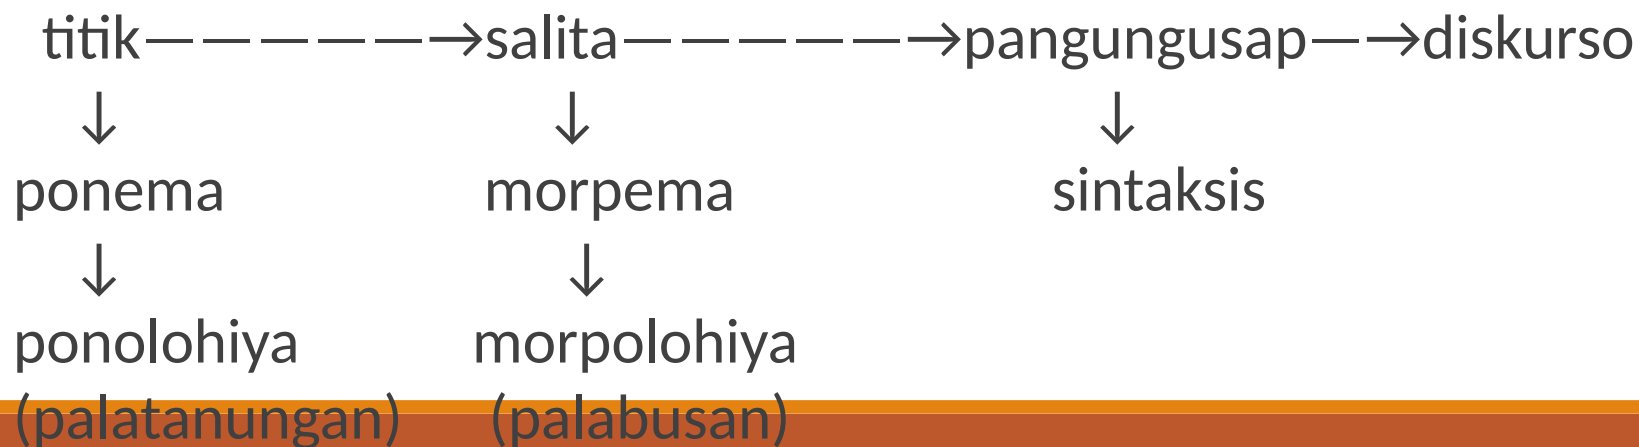 titik— — — — —→salita— — — — —→pangungusap—→diskurso
↓ ↓ ↓
ponema morpema sintaksis
↓ ↓
ponolohiya morpolohiya
(palatanungan) (palabusan)